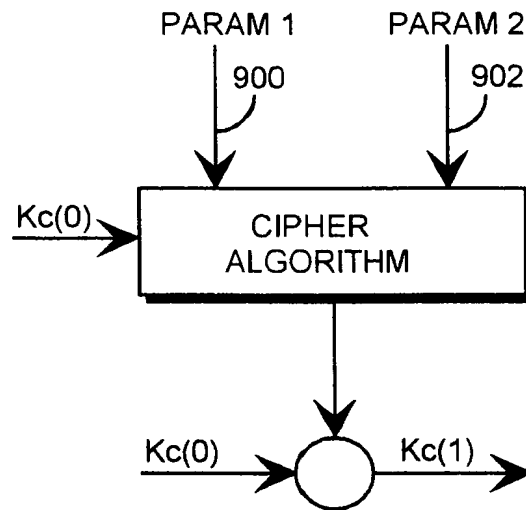 PARAM 1 PARAM 2
900 902
Kc(0)
CIPHER
ALGORITHM
Kc(0) Kc(1)